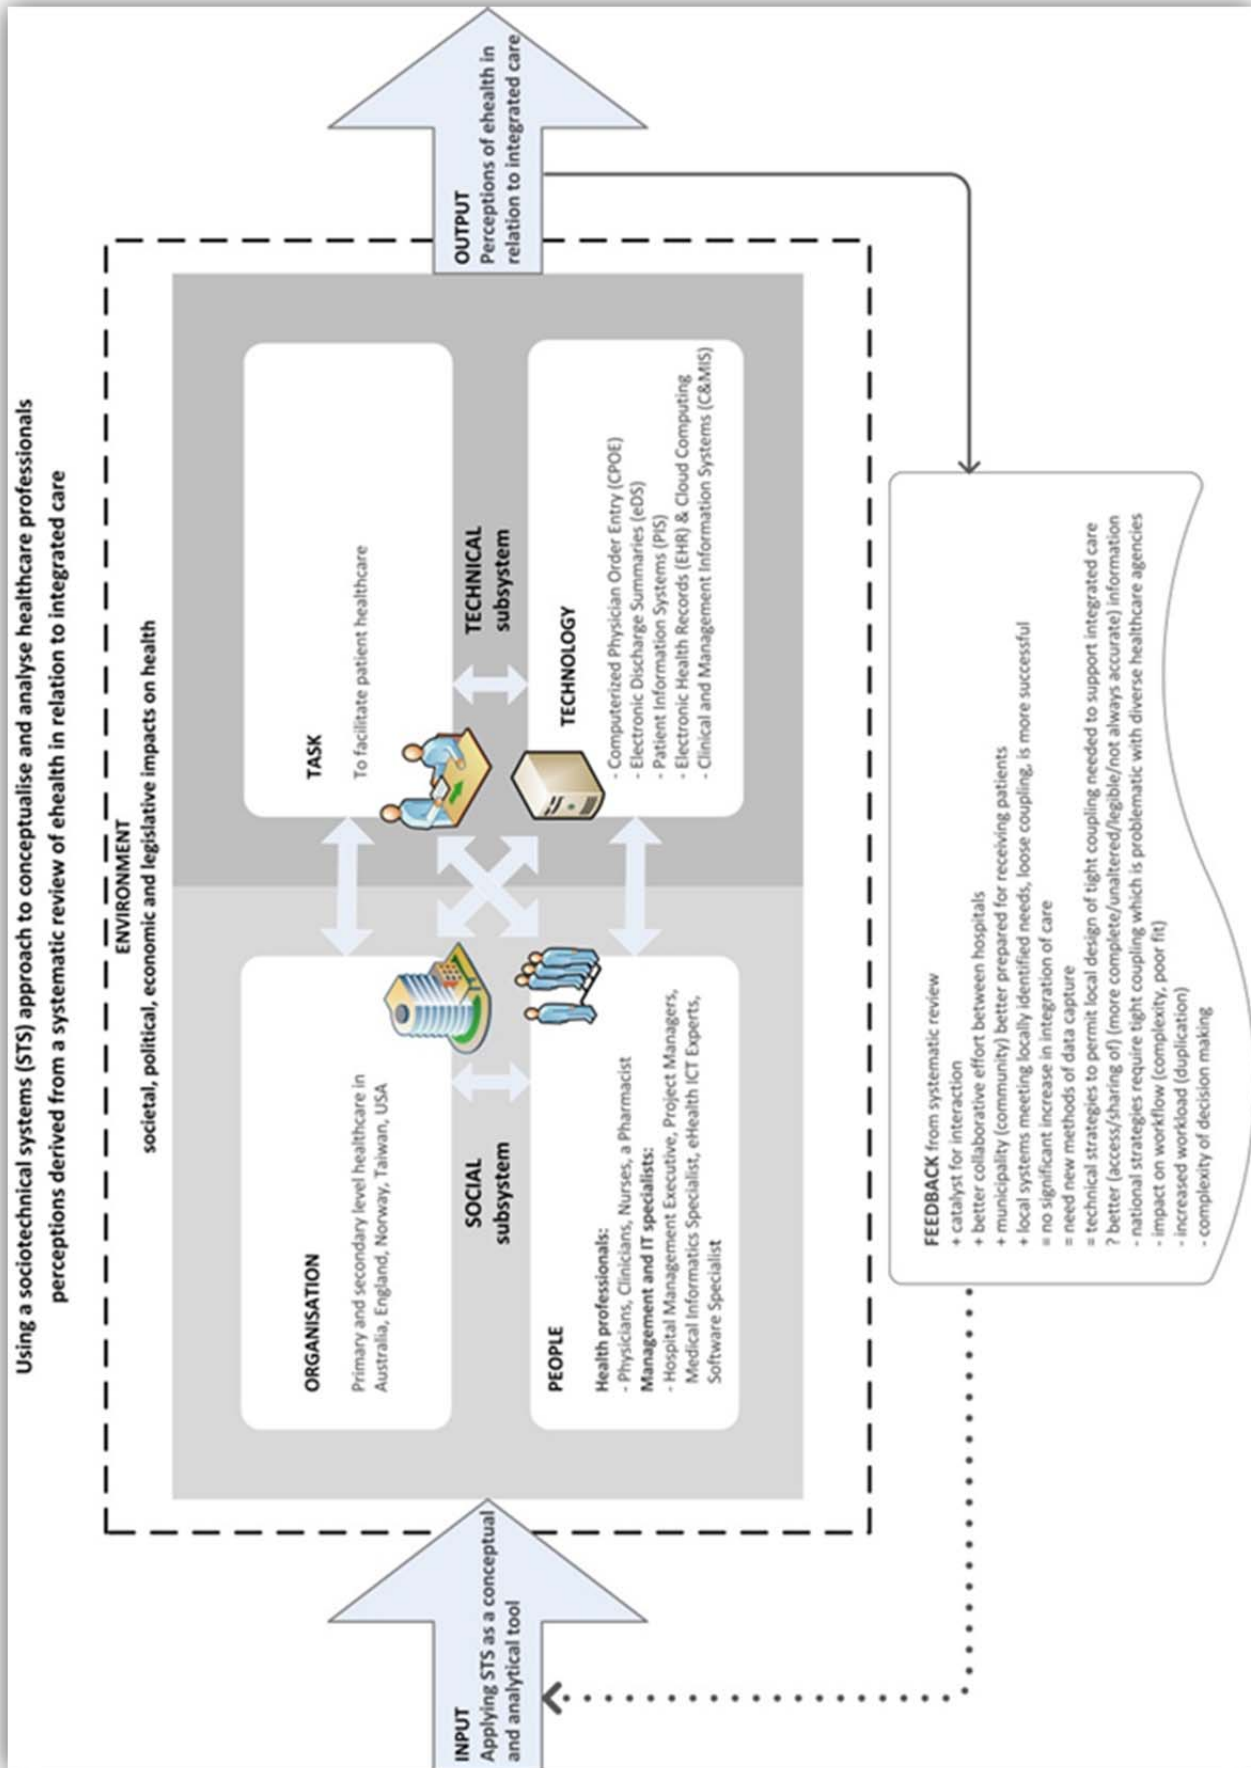 Using a sociotechnical systems (STS) approach to conceptualise and analyse healthcare professionals
perceptions derived from a systematic review of ehealth in relation to integrated care
ENVIRONMENT
societal, political, economic and legislative impacts on health
INPUT
Applying STS as a conceptual
and analytical tool
ORGANISATION
Primary and secondary level healthcare in
Australia, England, Norway, Taiwan, USA
SOCIAL
subsystem
PEOPLE
Health professionals:
- Physicians, Clinicians, Nurses, a Pharmacist
Management and IT specialists:
- Hospital Management Executive, Project Managers,
Medical Informatics Specialist, eHealth ICT Experts,
Software Specialist
TASK
To facilitate patient healthcare
TECHNICAL
subsystem
TECHNOLOGY
- Computerized Physician Order Entry (CPOE)
- Electronic Discharge Summaries (eDS)
- Patient Information Systems (PIS)
- Electronic Health Records (EHR) & Cloud Computing
- Clinical and Management Information Systems (C&MIS)
OUTPUT
Perceptions of ehealth in
relation to integrated care
FEEDBACK from systematic review
+ catalyst for interaction
+ better collaborative effort between hospitals
+ municipality (community) better prepared for receiving patients
+ local systems meeting locally identified needs, loose coupling, is more successful
= no significant increase in integration of care
= need new methods of data capture
= technical strategies to permit local design of tight coupling needed to support integrated care
? better (access/sharing of) (more complete/unaltered/legible/not always accurate) information
- national strategies require tight coupling which is problematic with diverse healthcare agencies
- impact on workflow (complexity, poor fit)
- increased workload (duplication)
- complexity of decision making